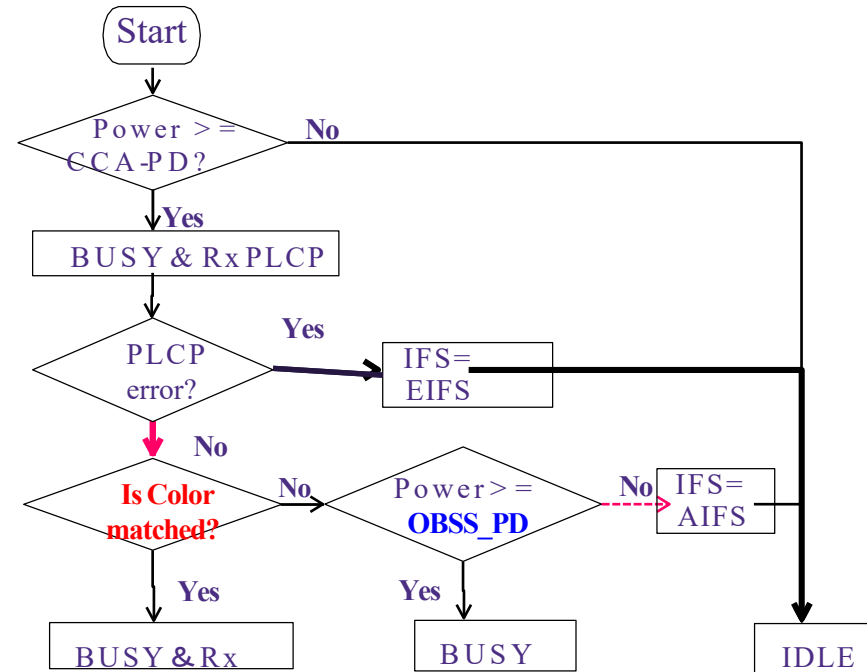 Start
Power >=
CCA-PD?
No
Yes
BUSY & Rx PLCP
PLCP
error?
Yes
IFS=
EIFS
No
Is Color
matched?
No
Power>=
OBSS_PD
No
IFS=
AIFS
Yes
Yes
BUSY & Rx
BUSY
IDLE